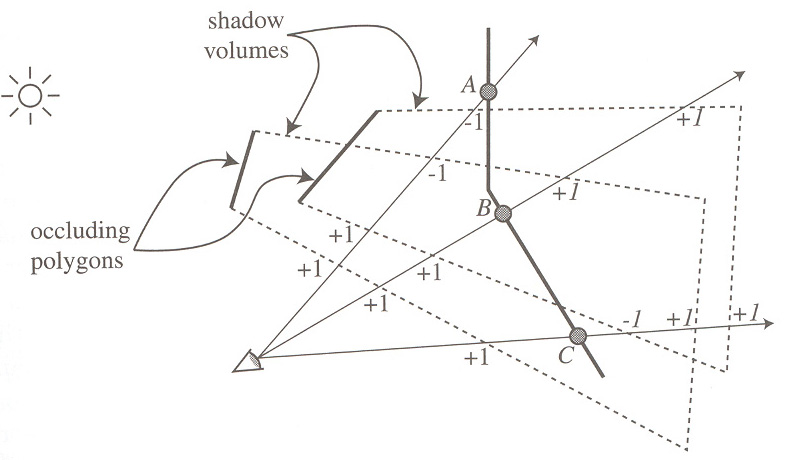 shadow
volumes
A
-1
+1
-1
+1
B
+1
occluding
polygons
+1
+1
+1
-1
+1
+1
+1
C